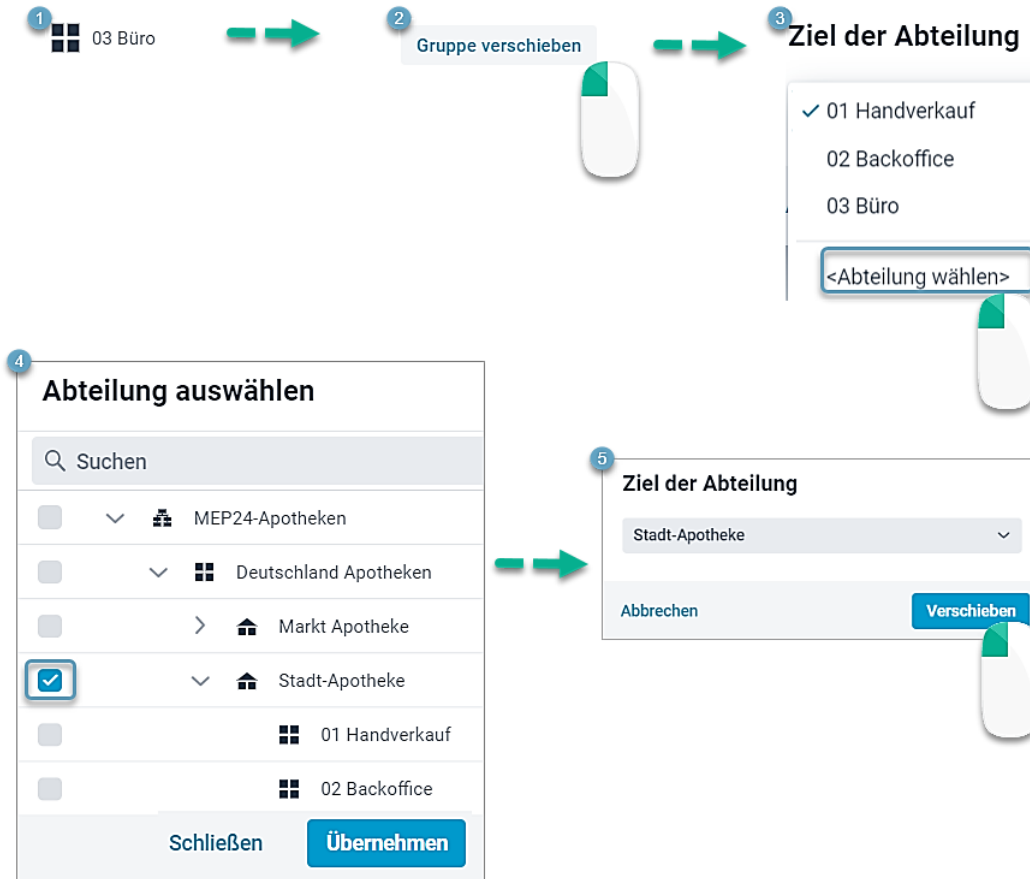 1
03 Büro
2
Gruppe verschieben
3
Ziel der Abteilung
01 Handverkauf
02 Backoffice
03 Büro
<Abteilung wählen>
4
Abteilung auswählen
Suchen
MEP24-Apotheken
Deutschland Apotheken
Markt Apotheke
Stadt-Apotheke
01 Handverkauf
02 Backoffice
Schließen Übernehmen
5
Ziel der Abteilung
Stadt-Apotheke
Abbrechen Verschieben